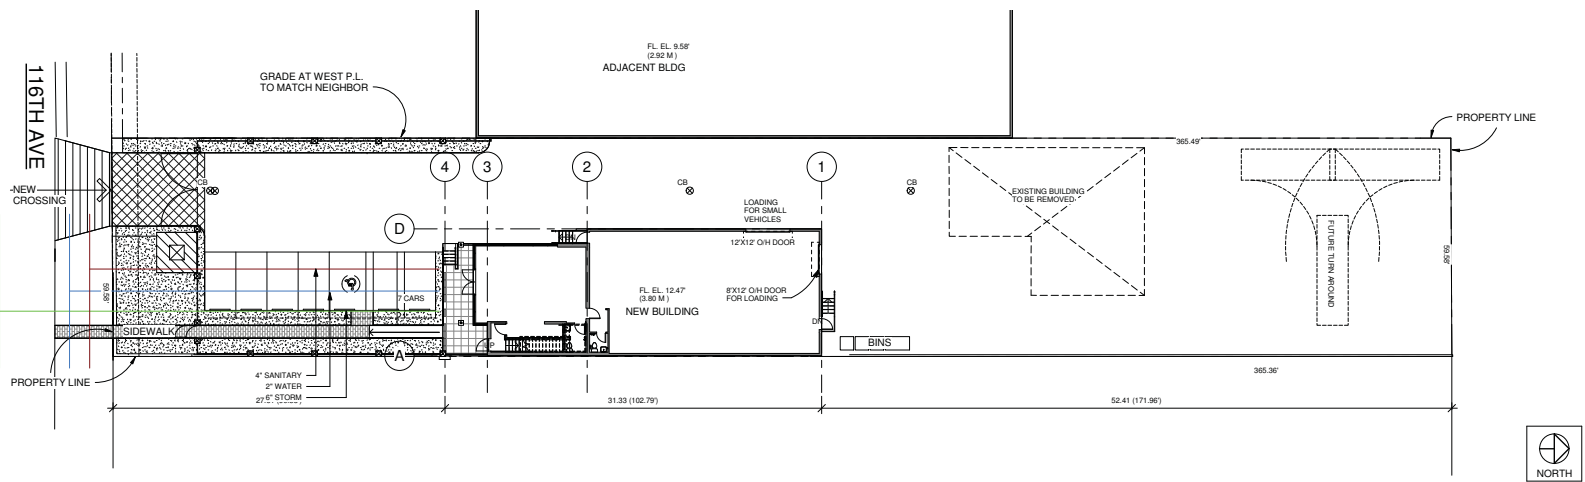 116TH AVE
FL. EL. 9.58'
(2.92 M )
ADJACENT BLDG
GRADE AT WEST P.L.
TO MATCH NEIGHBOR
PROPERTY LINE
365.49'
4
3
2
1
NEW
CROSSING
CB
CB
CB
LOADING
FOR SMALL
VEHICLES
EXISTING BUILDING
TO BE REMOVED
D
12'X12' O/H DOOR
FUTURE TURN AROUND
59.58'
59.58'
7 CARS
FL. EL. 12.47'
(3.80 M )
NEW BUILDING
8'X12' O/H DOOR
FOR LOADING
DN
SIDEWALK
BINS
A
PROPERTY LINE
4" SANITARY
2" WATER
6" STORM
365.36'
31.33 (102.79')
52.41 (171.96')
NORTH